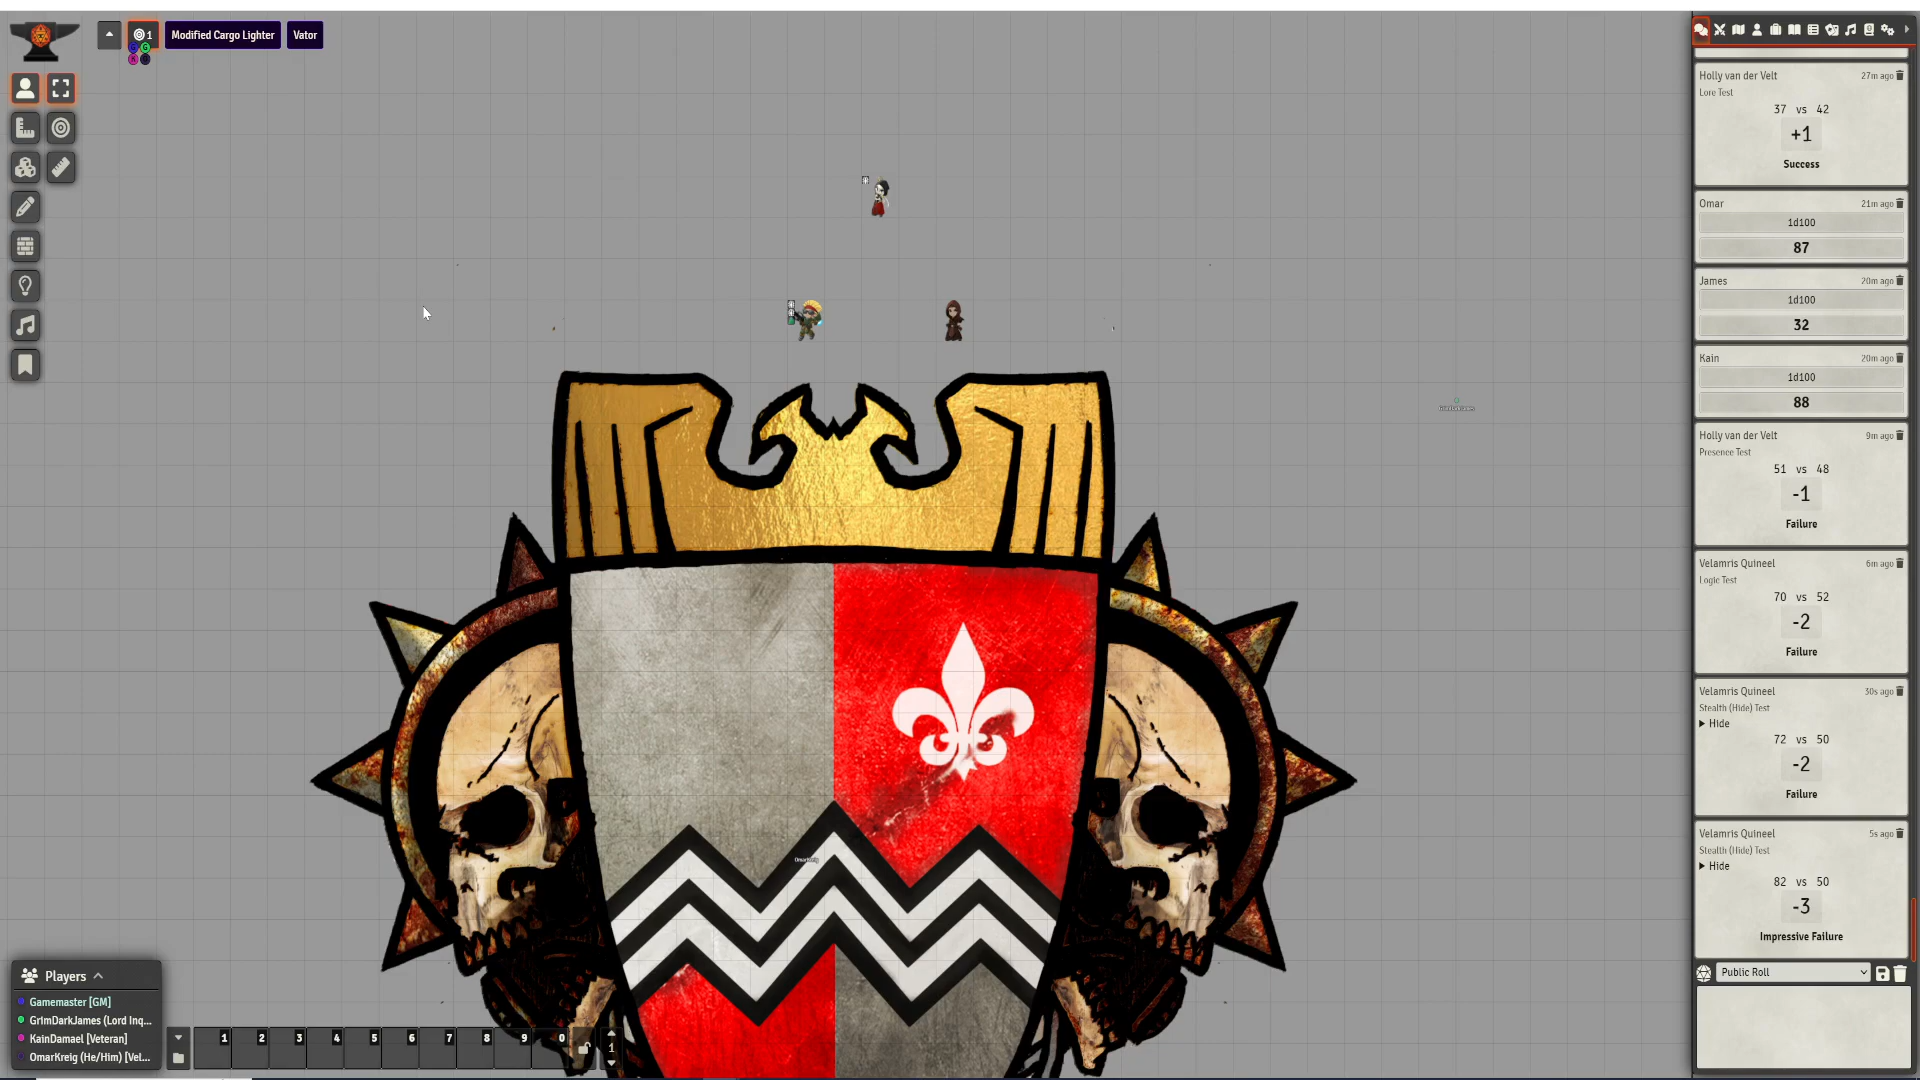 1
Modified Cargo Lighter
Vator
G
G
K
O
Holly van der Velt
27m ago
Lore Test
37 vs 42
+1
Success
Omar
21m ago
1d100
87
James
20m ago
1d100
32
Kain
20m ago
1d100
88
Holly van der Velt
9m ago
Presence Test
51 vs 48
-1
Failure
Velamris Quineel
6m ago
Logic Test
70 vs 52
-2
Failure
Velamris Quineel
30s ago
Stealth (Hide) Test
Hide
72 vs 50
-2
Failure
Velamris Quineel
5s ago
Stealth (Hide) Test
Hide
82 vs 50
-3
Impressive Failure
Public Roll
GrimDarkJames
OmarKreig
Players
Gamemaster [GM]
GrimDarkJames (Lord Inq...
KainDamael [Veteran]
OmarKreig (He/Him) [Vel...
1 2 3 4 5 6 7 8 9 0
1